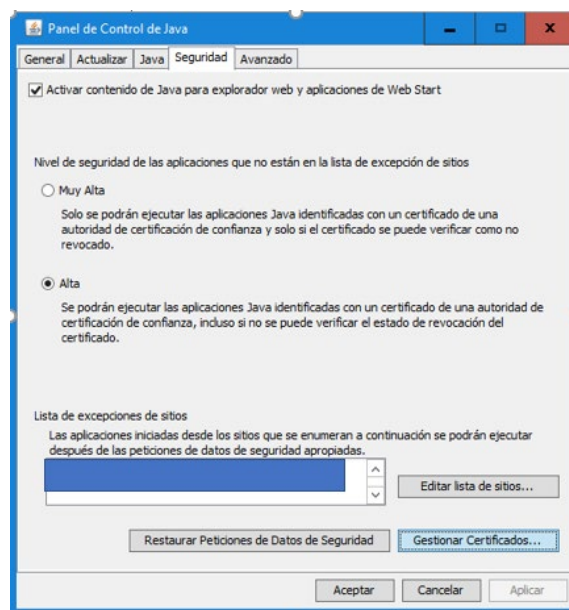 Panel de Control de Java
General Actualizar Java Seguridad Avanzado
Activar contenido de Java para explorador web y aplicaciones de Web Start
Nivel de seguridad de las aplicaciones que no están en la lista de excepción de sitios
Muy Alta
Solo se podrán ejecutar las aplicaciones Java identificadas con un certificado de una
autoridad de certificación de confianza y solo si el certificado se puede verificar como no
revocado.
Alta
Se podrán ejecutar las aplicaciones Java identificadas con un certificado de una autoridad de
certificación de confianza, incluso si no se puede verificar el estado de revocación del
certificado.
Lista de excepciones de sitios
Las aplicaciones iniciadas desde los sitios que se enumeran a continuación se podrán ejecutar
después de las peticiones de datos de seguridad apropiadas.
Editar lista de sitios...
Restaurar Peticiones de Datos de Seguridad Gestionar Certificados...
Aceptar Cancelar Aplicar